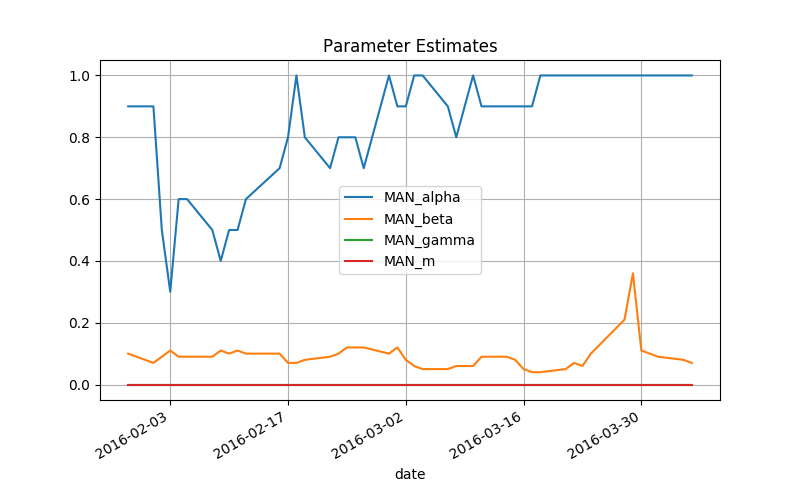 Parameter Estimates
1.0
0.8
0.6
0.4
0.2
0.0
MAN_alpha
MAN_beta
MAN_gamma
MAN_m
2016-02-03
2016-02-17
2016-03-02
2016-03-16
2016-03-30
date